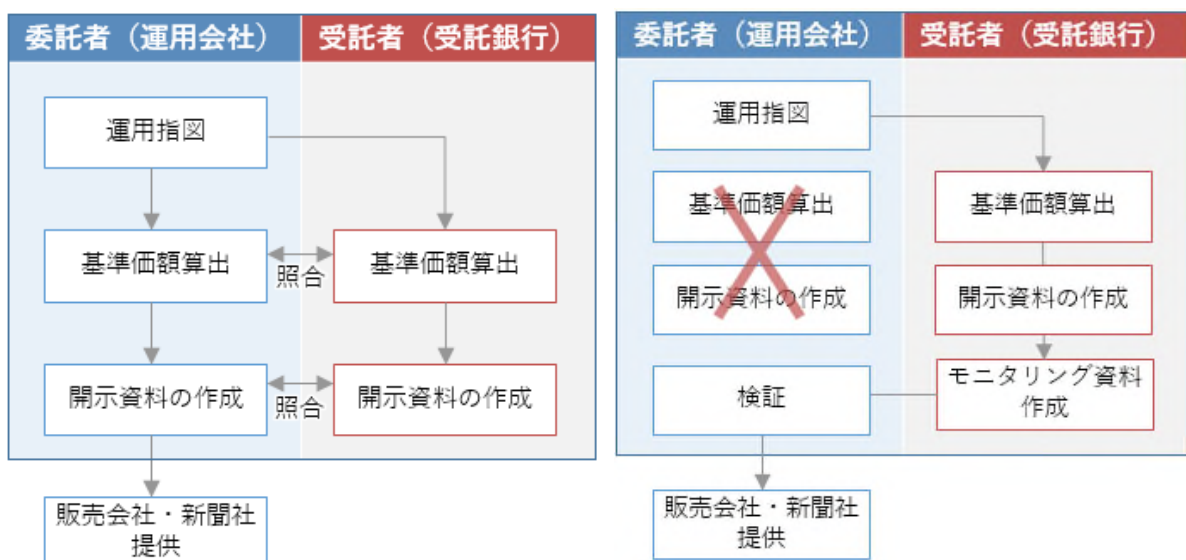 委託者（運用会社）
受託者（受託銀行）
運用指図
基準価額算出
照合
基準価額算出
開示資料の作成
照合
開示資料の作成
販売会社・新聞社
提供
委託者（運用会社）
受託者（受託銀行）
運用指図
基準価額算出
基準価額算出
開示資料の作成
開示資料の作成
検証
モニタリング資料
作成
販売会社・新聞社
提供